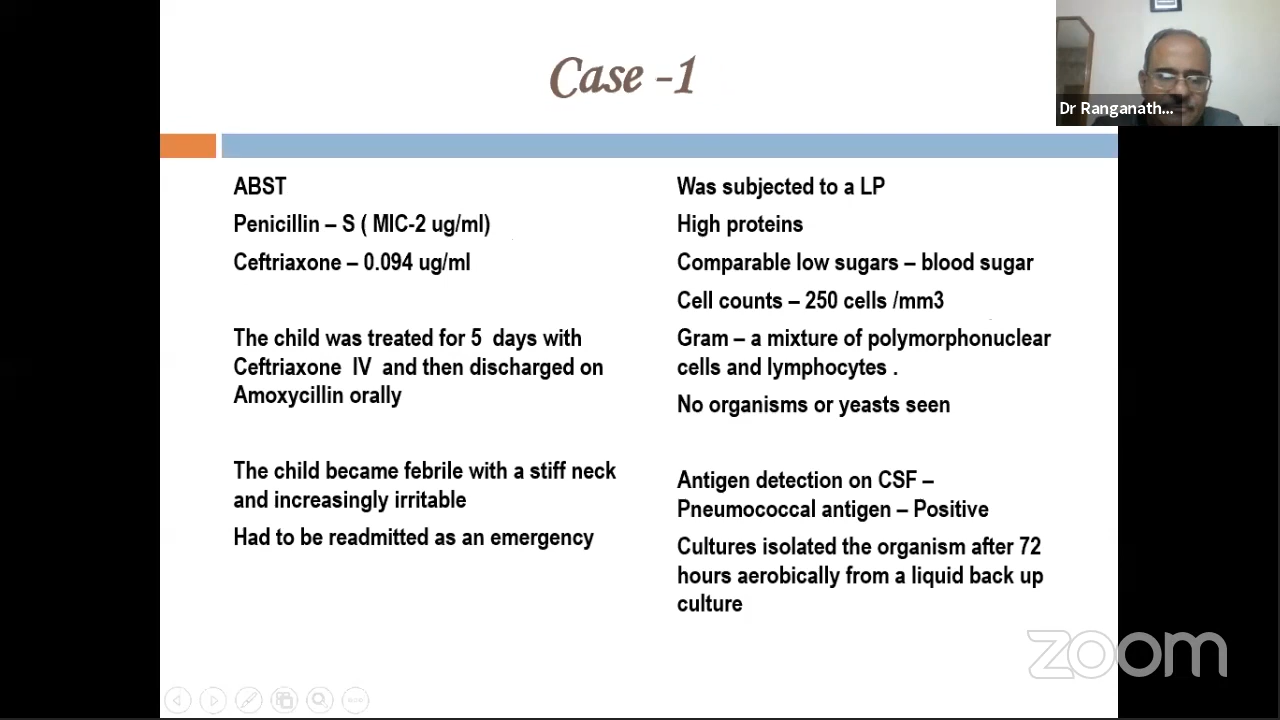 Case -1
Dr Ranganath...
ABST
Penicillin – S ( MIC-2 ug/ml)
Ceftriaxone – 0.094 ug/ml
The child was treated for 5 days with
Ceftriaxone IV and then discharged on
Amoxycillin orally
The child became febrile with a stiff neck
and increasingly irritable
Had to be readmitted as an emergency
Was subjected to a LP
High proteins
Comparable low sugars – blood sugar
Cell counts – 250 cells /mm3
Gram – a mixture of polymorphonuclear
cells and lymphocytes .
No organisms or yeasts seen
Antigen detection on CSF –
Pneumococcal antigen – Positive
Cultures isolated the organism after 72
hours aerobically from a liquid back up
culture
zoom